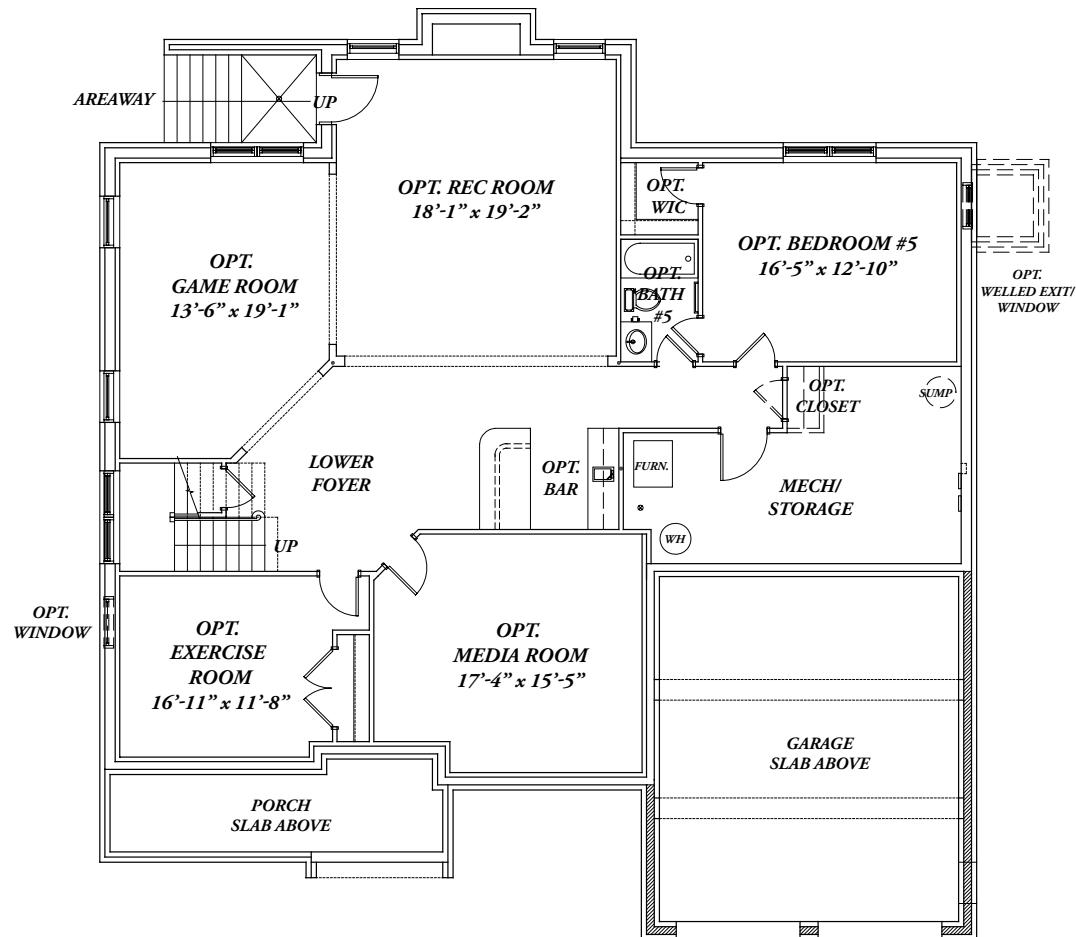 AREAWAY
UP
OPT. REC ROOM
18'-1" x 19'-2"
OPT.
WIC
OPT. BEDROOM #5
16'-5" x 12'-10"
OPT.
GAME ROOM
13'-6" x 19'-1"
OPT.
BATH
#5
OPT.
WELLED EXIT/
WINDOW
OPT.
CLOSET
SUMP
LOWER
FOYER
OPT.
BAR
FURN.
MECH/
STORAGE
WH
UP
OPT.
WINDOW
OPT.
EXERCISE
ROOM
16'-11" x 11'-8"
OPT.
MEDIA ROOM
17'-4" x 15'-5"
GARAGE
SLAB ABOVE
PORCH
SLAB ABOVE